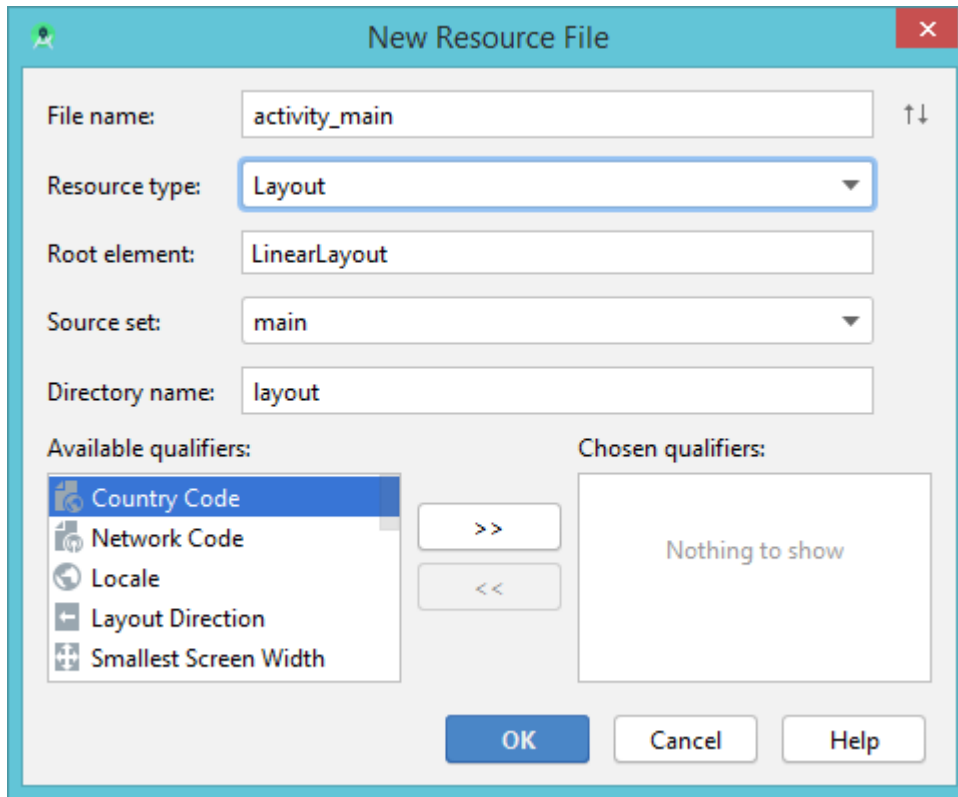 New Resource File
File name: activity_main
Resource type: Layout
Root element: LinearLayout
Source set: main
Directory name: layout
Available qualifiers:
Chosen qualifiers:
Country Code
Network Code
Locale
Layout Direction
Smallest Screen Width
>>
<<
Nothing to show
OK
Cancel
Help